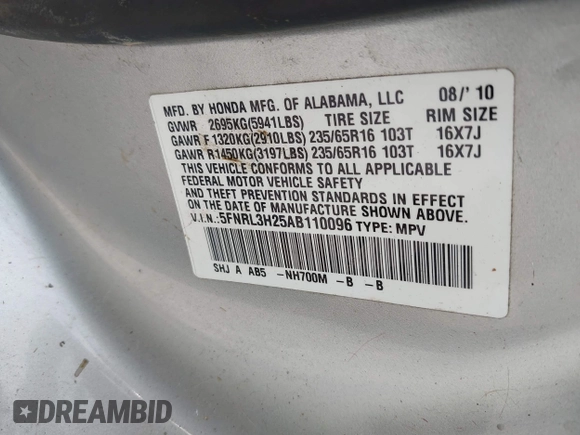 MFD. BY HONDA MFG. OF ALABAMA, LLC 08/'10
GVWR 2695KG(5941LBS) TIRE SIZE RIM SIZE
GAWR F 1320KG(2910LBS) 235/65R16 103T 16X7J
GAWR R1450KG(3197LBS) 235/65R16 103T 16X7J
THIS VEHICLE CONFORMS TO ALL APPLICABLE
FEDERAL MOTOR VEHICLE SAFETY
AND THEFT PREVENTION STANDARDS IN EFFECT
ON THE DATE OF MANUFACTURE SHOWN ABOVE.
V.I.N.: 5FNRL3H25AB110096 TYPE: MPV
SHJ A AB5 -NH700M -B -B
DREAMBID